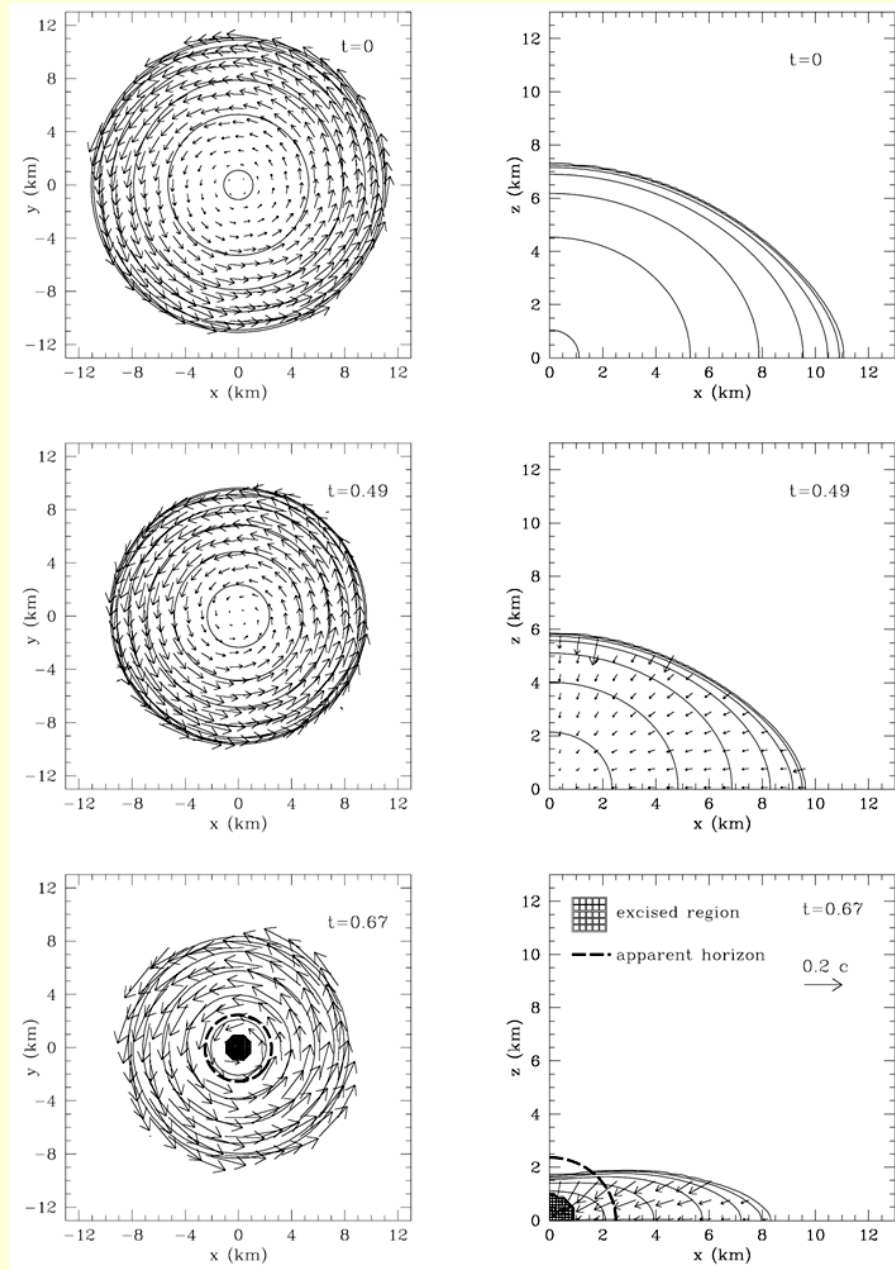 t=0
y (km)
12
8
4
0
−4
−8
−12
−12 −8 −4 0 4 8 12
x (km)
t=0
z (km)
12
10
8
6
4
2
0
0 2 4 6 8 10 12
x (km)
t=0.49
y (km)
12
8
4
0
−4
−8
−12
−12 −8 −4 0 4 8 12
x (km)
t=0.49
z (km)
12
10
8
6
4
2
0
0 2 4 6 8 10 12
x (km)
t=0.67
y (km)
12
8
4
0
−4
−8
−12
−12 −8 −4 0 4 8 12
x (km)
excised region
t=0.67
apparent horizon
0.2 c
z (km)
12
10
8
6
4
2
0
0 2 4 6 8 10 12
x (km)